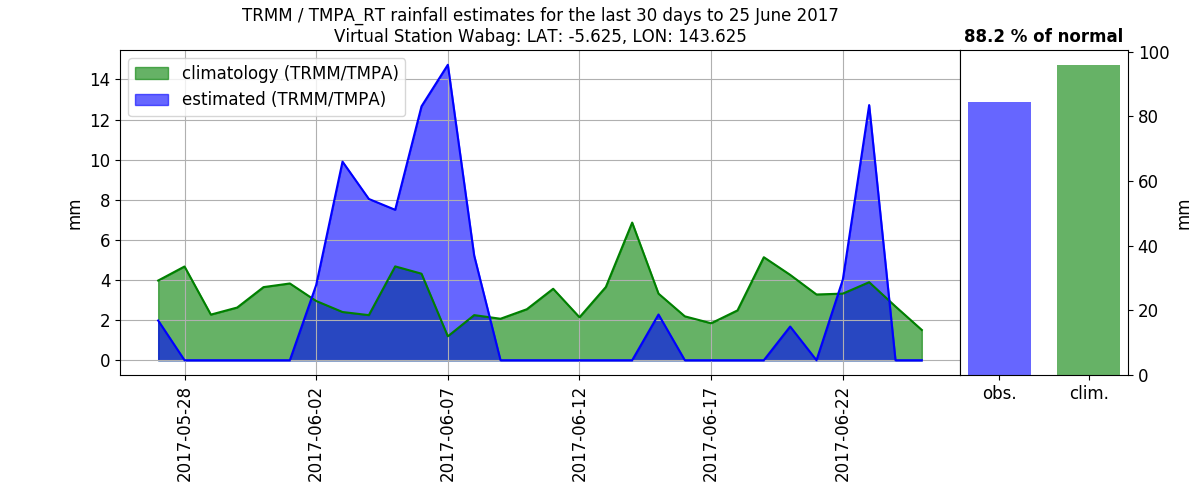 TRMM / TMPA_RT rainfall estimates for the last 30 days to 25 June 2017
Virtual Station Wabag: LAT: -5.625, LON: 143.625
88.2 % of normal
climatology (TRMM/TMPA)
estimated (TRMM/TMPA)
mm
14
12
10
8
6
4
2
0
2017-05-28
2017-06-02
2017-06-07
2017-06-12
2017-06-17
2017-06-22
100
80
60
40
20
0
mm
obs.
clim.